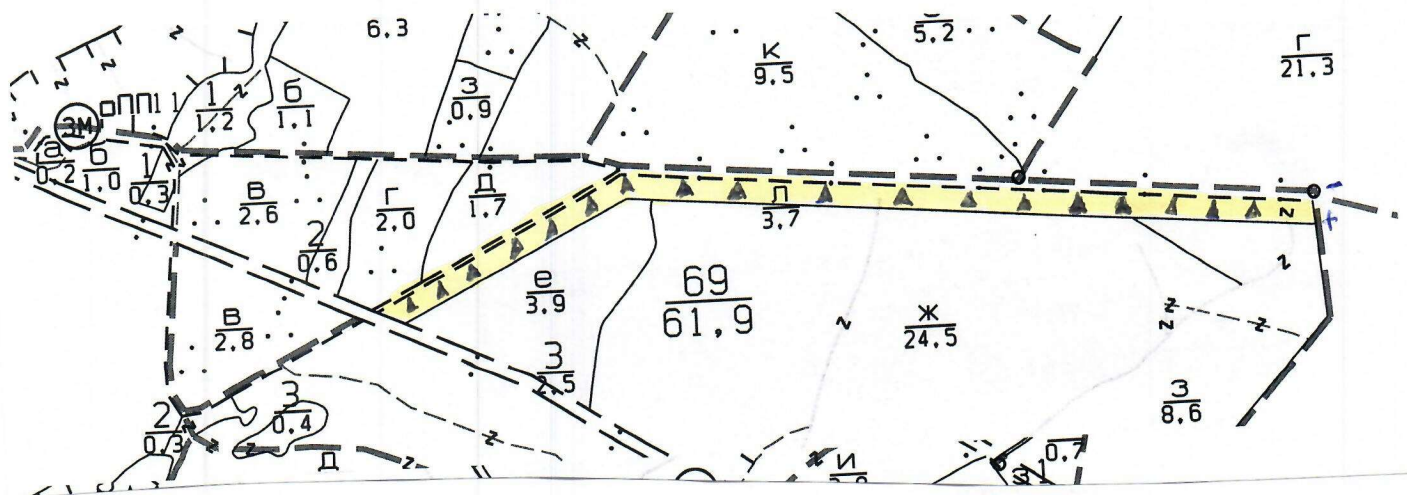 6,3
5,2
К
9,5
Г
21,3
З
0,9
ПП11
1
1,2
б
1,1
ЗМ
а
0,2
б
1,0
1
0,3
в
2,6
2
0,6
Г
2,0
Д
1,7
Л
3,7
е
3,9
69
61,9
Ж
24,5
В
2,8
3
2,5
З
8,6
2
0,3
3
0,4
Д
И
0,7